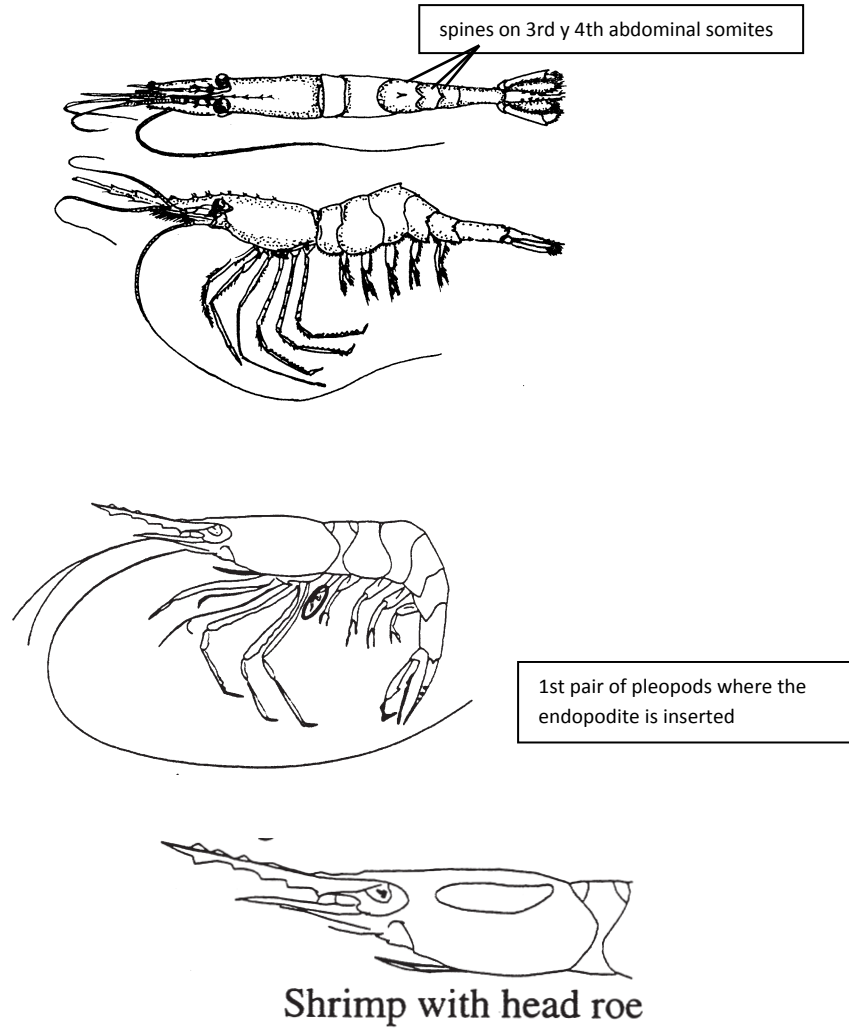 spines on 3rd y 4th abdominal somites
1st pair of pleopods where the
endopodite is inserted
Shrimp with head roe